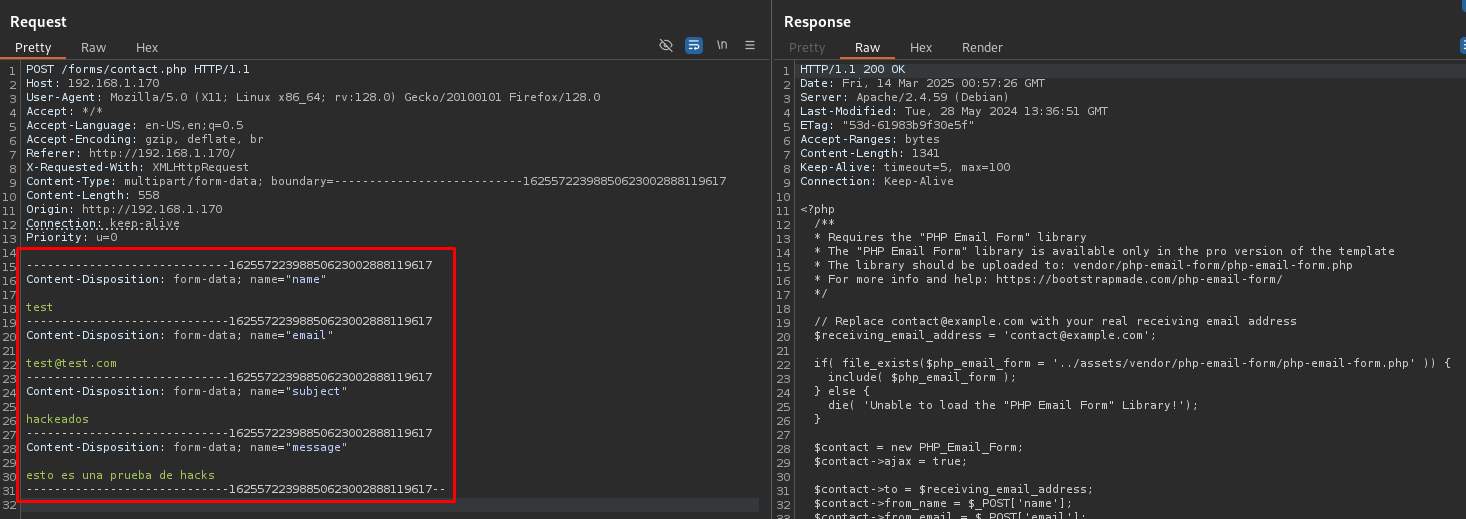 Request
Pretty Raw Hex
\n
1 POST /forms/contact.php HTTP/1.1
2 Host: 192.168.1.170
3 User-Agent: Mozilla/5.0 (X11; Linux x86_64; rv:128.0) Gecko/20100101 Firefox/128.0
4 Accept: */*
5 Accept-Language: en-US,en;q=0.5
6 Accept-Encoding: gzip, deflate, br
7 Referer: http://192.168.1.170/
8 X-Requested-With: XMLHttpRequest
9 Content-Type: multipart/form-data; boundary=---------------------------16255722398850623002888119617
10 Content-Length: 558
11 Origin: http://192.168.1.170
12 Connection: keep-alive
13 Priority: u=0
14
15 -----------------------------16255722398850623002888119617
16 Content-Disposition: form-data; name="name"
17
18 test
19 -----------------------------16255722398850623002888119617
20 Content-Disposition: form-data; name="email"
21
22 test@test.com
23 -----------------------------16255722398850623002888119617
24 Content-Disposition: form-data; name="subject"
25
26 hackeados
27 -----------------------------16255722398850623002888119617
28 Content-Disposition: form-data; name="message"
29
30 esto es una prueba de hacks
31 -----------------------------16255722398850623002888119617--
32
Response
Pretty Raw Hex Render
1 HTTP/1.1 200 OK
2 Date: Fri, 14 Mar 2025 00:57:26 GMT
3 Server: Apache/2.4.59 (Debian)
4 Last-Modified: Tue, 28 May 2024 13:36:51 GMT
5 ETag: "53d-61983b9f30e5f"
6 Accept-Ranges: bytes
7 Content-Length: 1341
8 Keep-Alive: timeout=5, max=100
9 Connection: Keep-Alive
10
11 <?php
12 /**
13 * Requires the "PHP Email Form" library
14 * The "PHP Email Form" library is available only in the pro version of the template
15 * The library should be uploaded to: vendor/php-email-form/php-email-form.php
16 * For more info and help: https://bootstrapmade.com/php-email-form/
17 */
18
19 // Replace contact@example.com with your real receiving email address
20 $receiving_email_address = 'contact@example.com';
21
22 if( file_exists($php_email_form = '../assets/vendor/php-email-form/php-email-form.php' )) {
23 include( $php_email_form );
24 } else {
25 die( 'Unable to load the "PHP Email Form" Library!');
26 }
27
28 $contact = new PHP_Email_Form;
29 $contact->ajax = true;
30
31 $contact->to = $receiving_email_address;
32 $contact->from_name = $_POST['name'];
33 $contact->from_email = $_POST['email'];